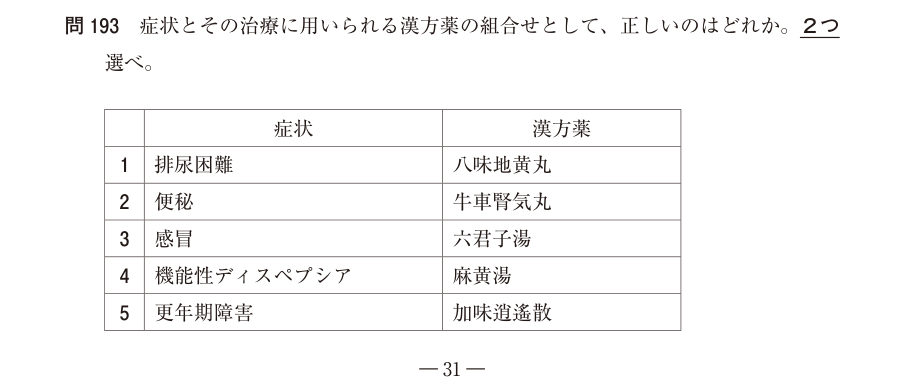 問 193 症状とその治療に用いられる漢方薬の組合せとして、正しいのはどれか。2つ
選べ。
症状 漢方薬
1 排尿困難 八味地黄丸
2 便秘 牛車腎気丸
3 感冒 六君子湯
4 機能性ディスペプシア 麻黄湯
5 更年期障害 加味逍遙散
— 31 —